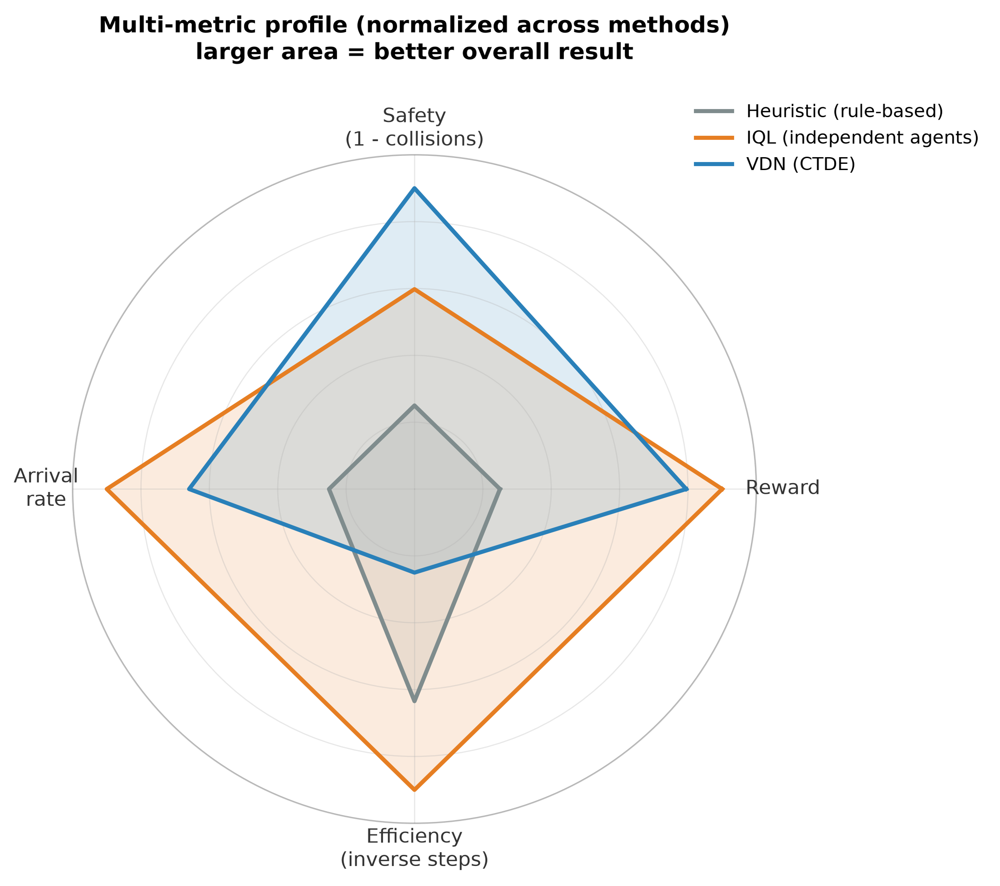 Multi-metric profile (normalized across methods)
larger area = better overall result
Heuristic (rule-based)
IQL (independent agents)
VDN (CTDE)
Safety
(1 - collisions)
Arrival
rate
Reward
Efficiency
(inverse steps)